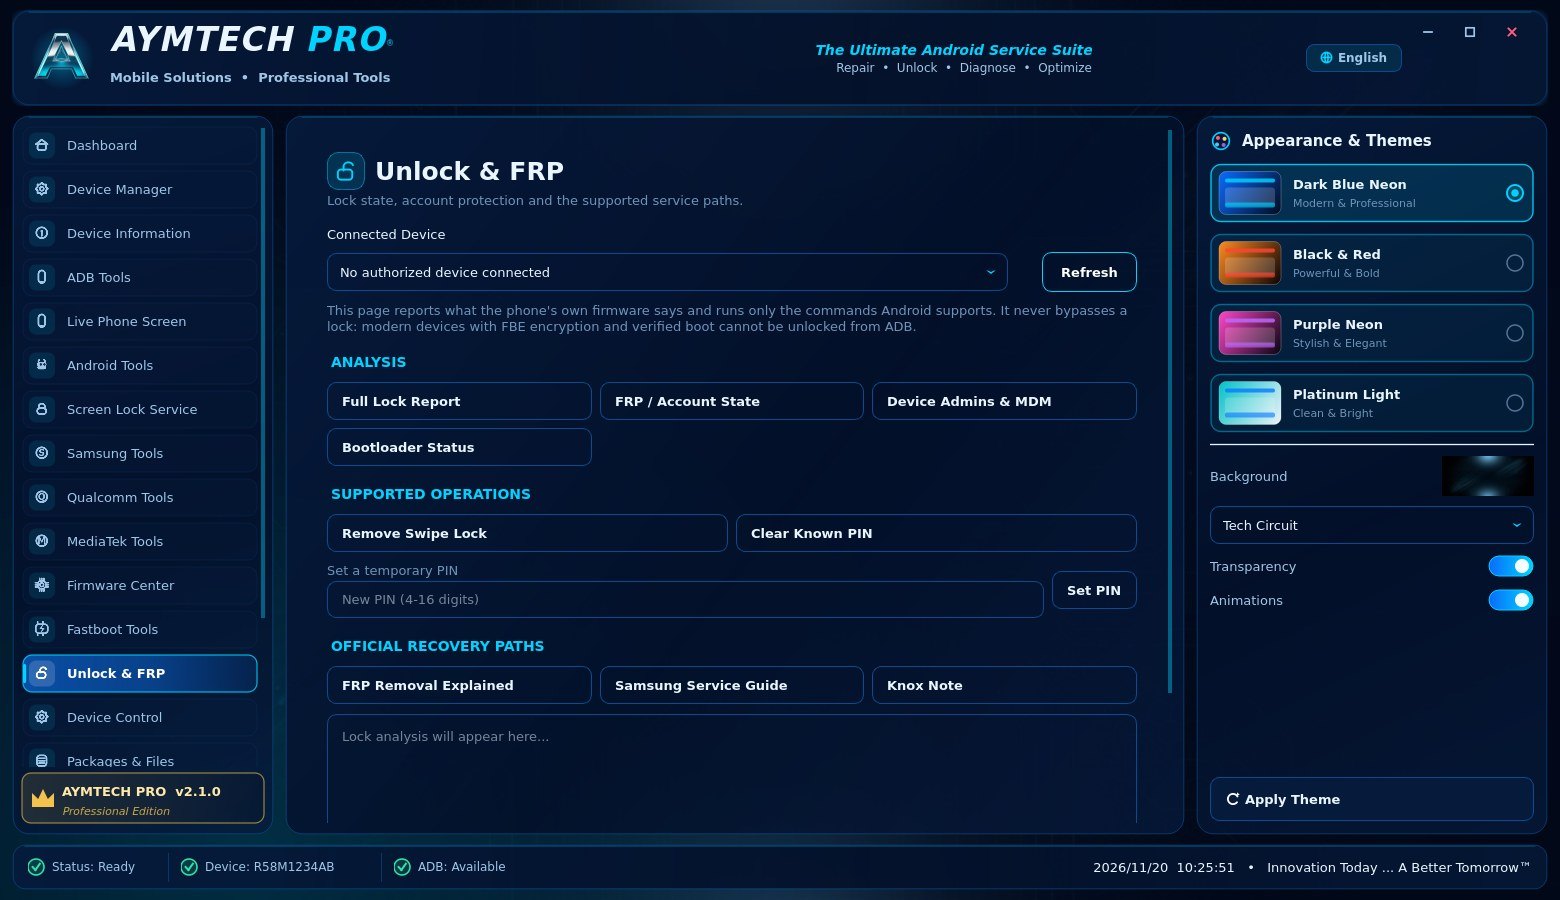 AYMTECH PRO®
Mobile Solutions • Professional Tools
The Ultimate Android Service Suite
Repair • Unlock • Diagnose • Optimize
English
Dashboard
Device Manager
Device Information
ADB Tools
Live Phone Screen
Android Tools
Screen Lock Service
Samsung Tools
Qualcomm Tools
MediaTek Tools
Firmware Center
Fastboot Tools
Unlock & FRP
Device Control
Packages & Files
AYMTECH PRO v2.1.0
Professional Edition
Unlock & FRP
Lock state, account protection and the supported service paths.
Connected Device
No authorized device connected
Refresh
This page reports what the phone's own firmware says and runs only the commands Android supports. It never bypasses a
lock: modern devices with FBE encryption and verified boot cannot be unlocked from ADB.
ANALYSIS
Full Lock Report
FRP / Account State
Device Admins & MDM
Bootloader Status
SUPPORTED OPERATIONS
Remove Swipe Lock
Clear Known PIN
Set a temporary PIN
New PIN (4-16 digits)
Set PIN
OFFICIAL RECOVERY PATHS
FRP Removal Explained
Samsung Service Guide
Knox Note
Lock analysis will appear here...
Appearance & Themes
Dark Blue Neon
Modern & Professional
Black & Red
Powerful & Bold
Purple Neon
Stylish & Elegant
Platinum Light
Clean & Bright
Background
Tech Circuit
Transparency
Animations
Apply Theme
Status: Ready
Device: R58M1234AB
ADB: Available
2026/11/20 10:25:51 • Innovation Today ... A Better Tomorrow™